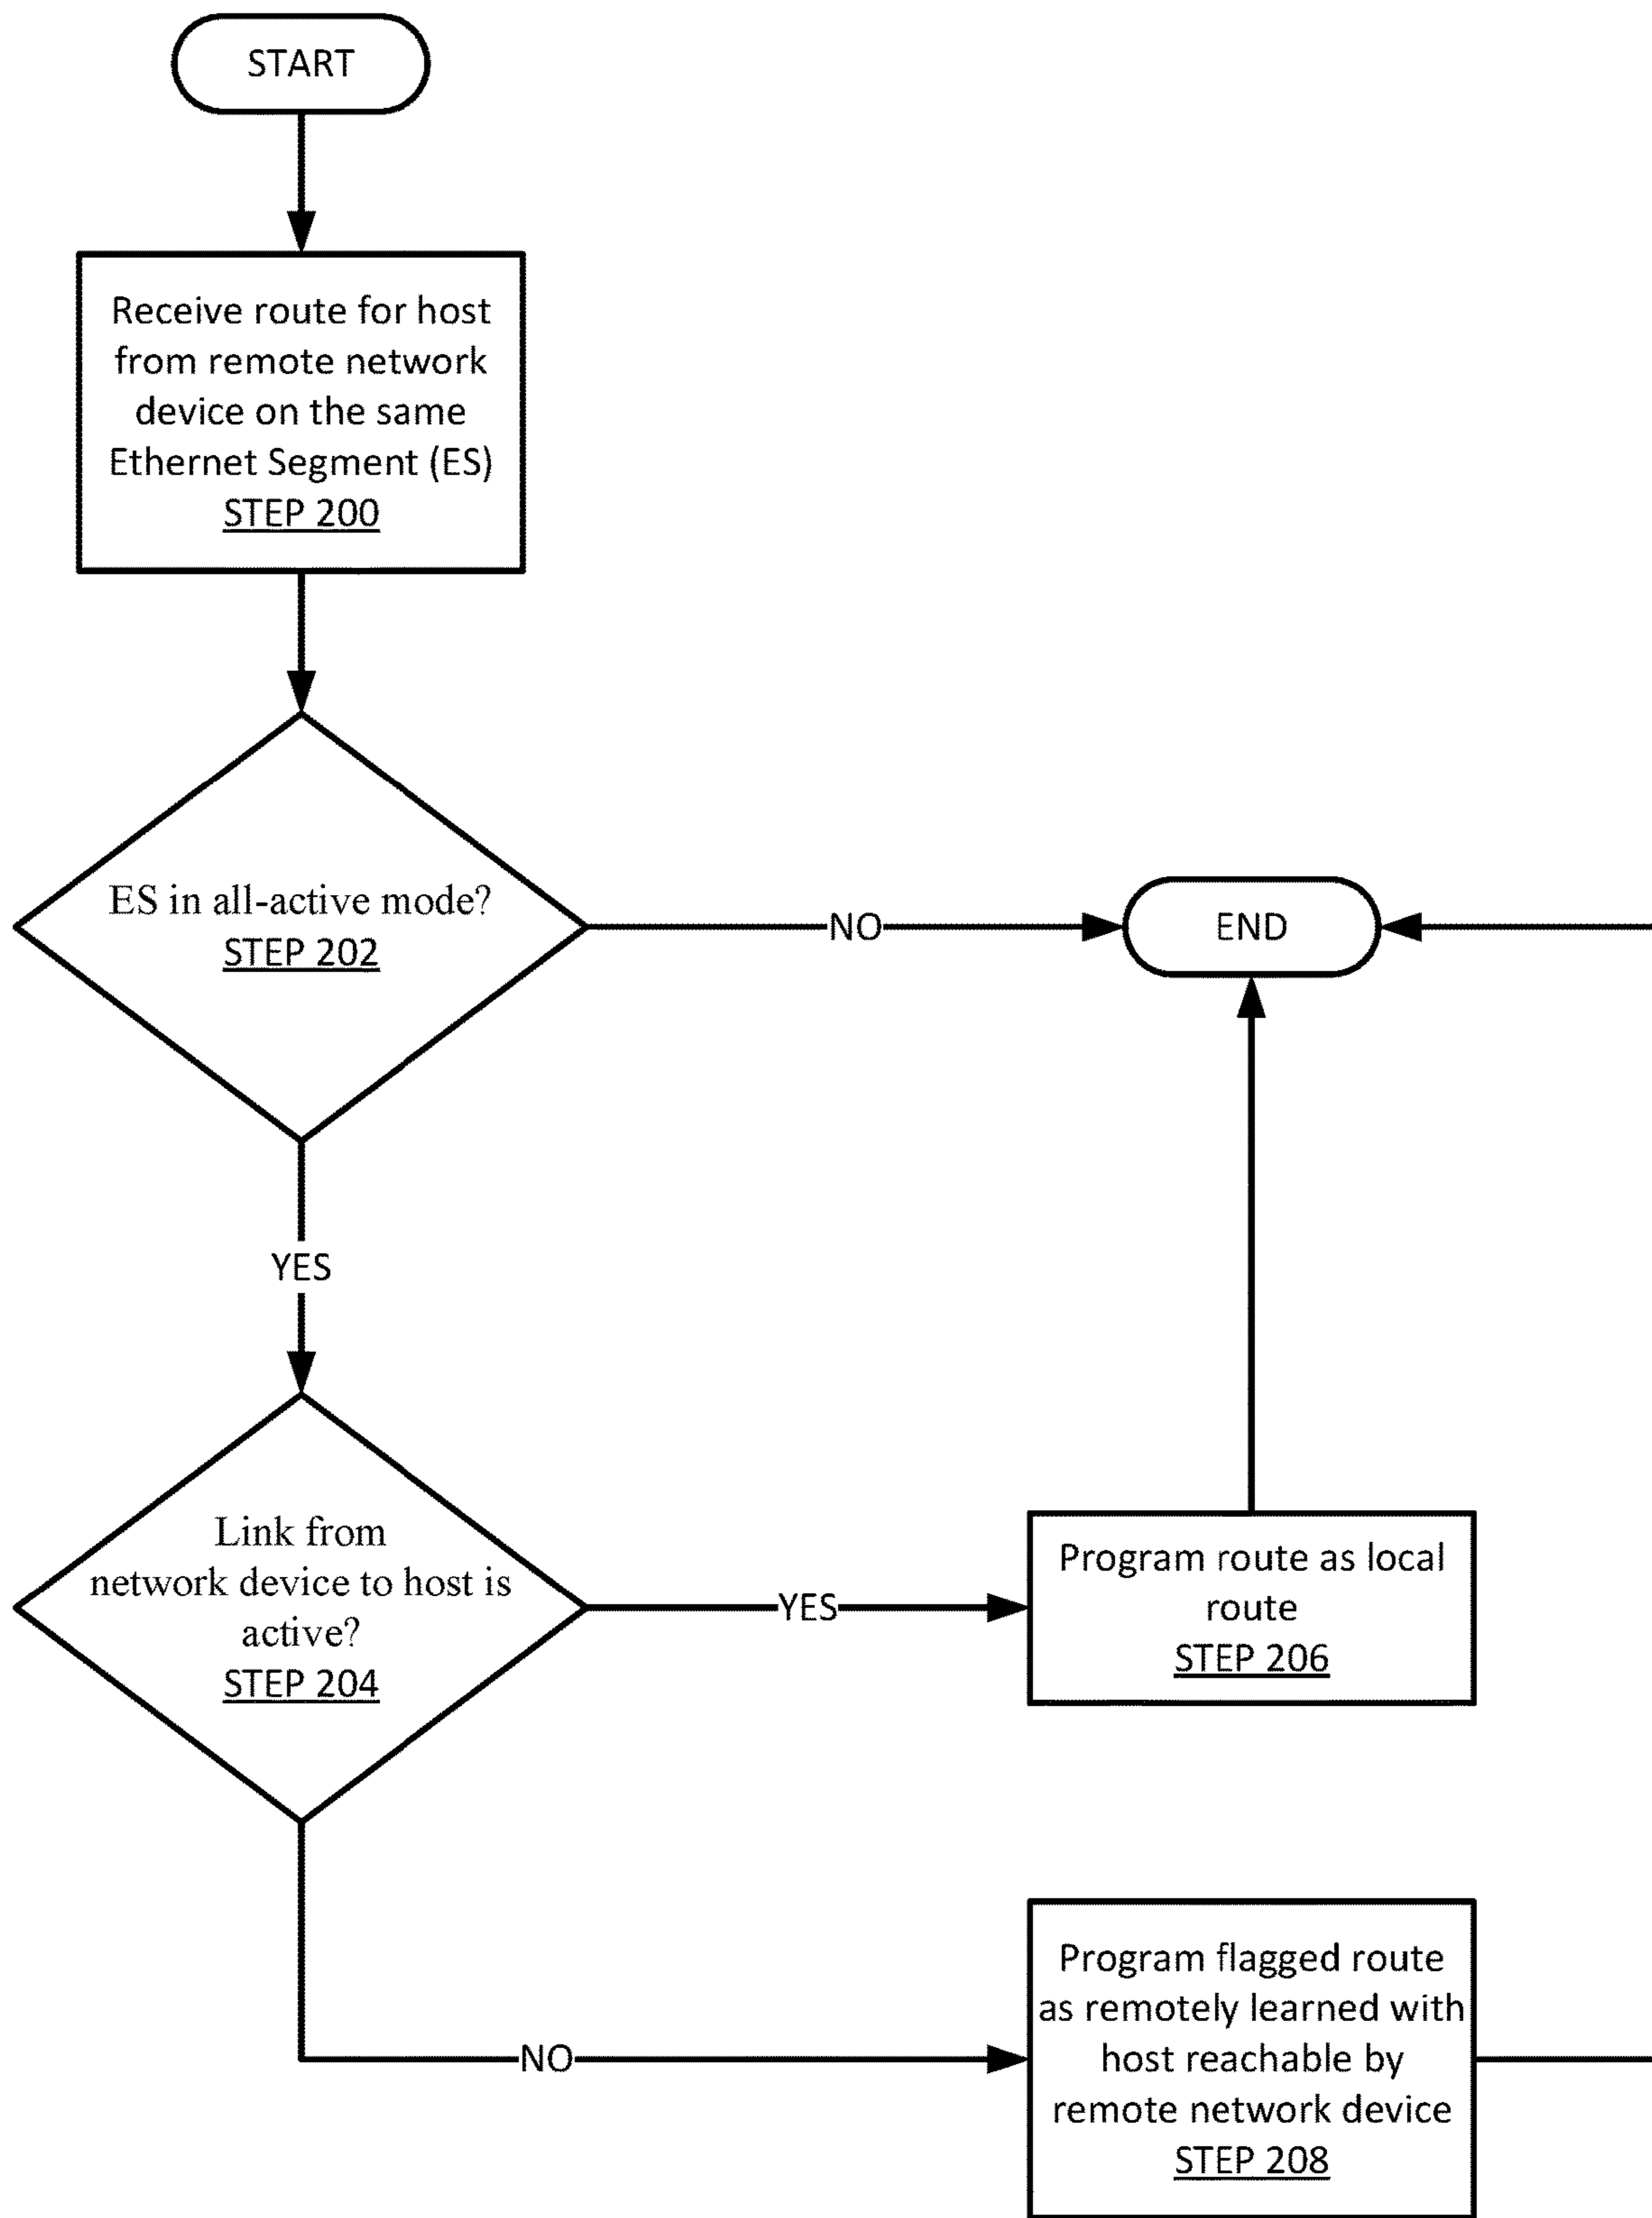 START
Receive route for host
from remote network
device on the same
Ethernet Segment (ES)
STEP 200
ES in all-active mode?
STEP 202
NO
END
YES
Link from
network device to host is
active?
STEP 204
YES
Program route as local
route
STEP 206
NO
Program flagged route
as remotely learned with
host reachable by
remote network device
STEP 208